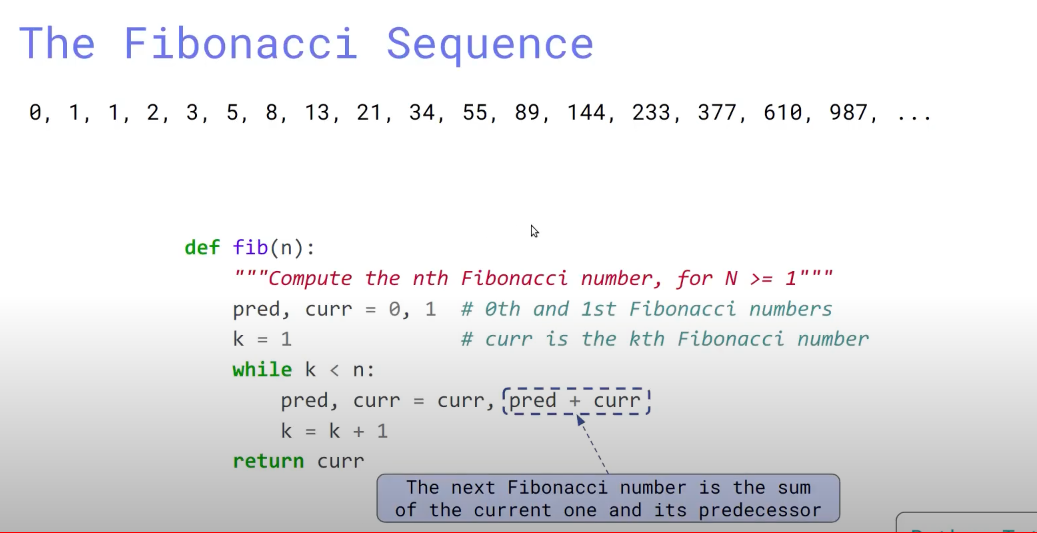 The Fibonacci Sequence
0, 1, 1, 2, 3, 5, 8, 13, 21, 34, 55, 89, 144, 233, 377, 610, 987, ...
def fib(n):
"""Compute the nth Fibonacci number, for N >= 1"""
pred, curr = 0, 1 # 0th and 1st Fibonacci numbers
k = 1 # curr is the kth Fibonacci number
while k < n:
pred, curr = curr, pred + curr
k = k + 1
return curr
The next Fibonacci number is the sum
of the current one and its predecessor